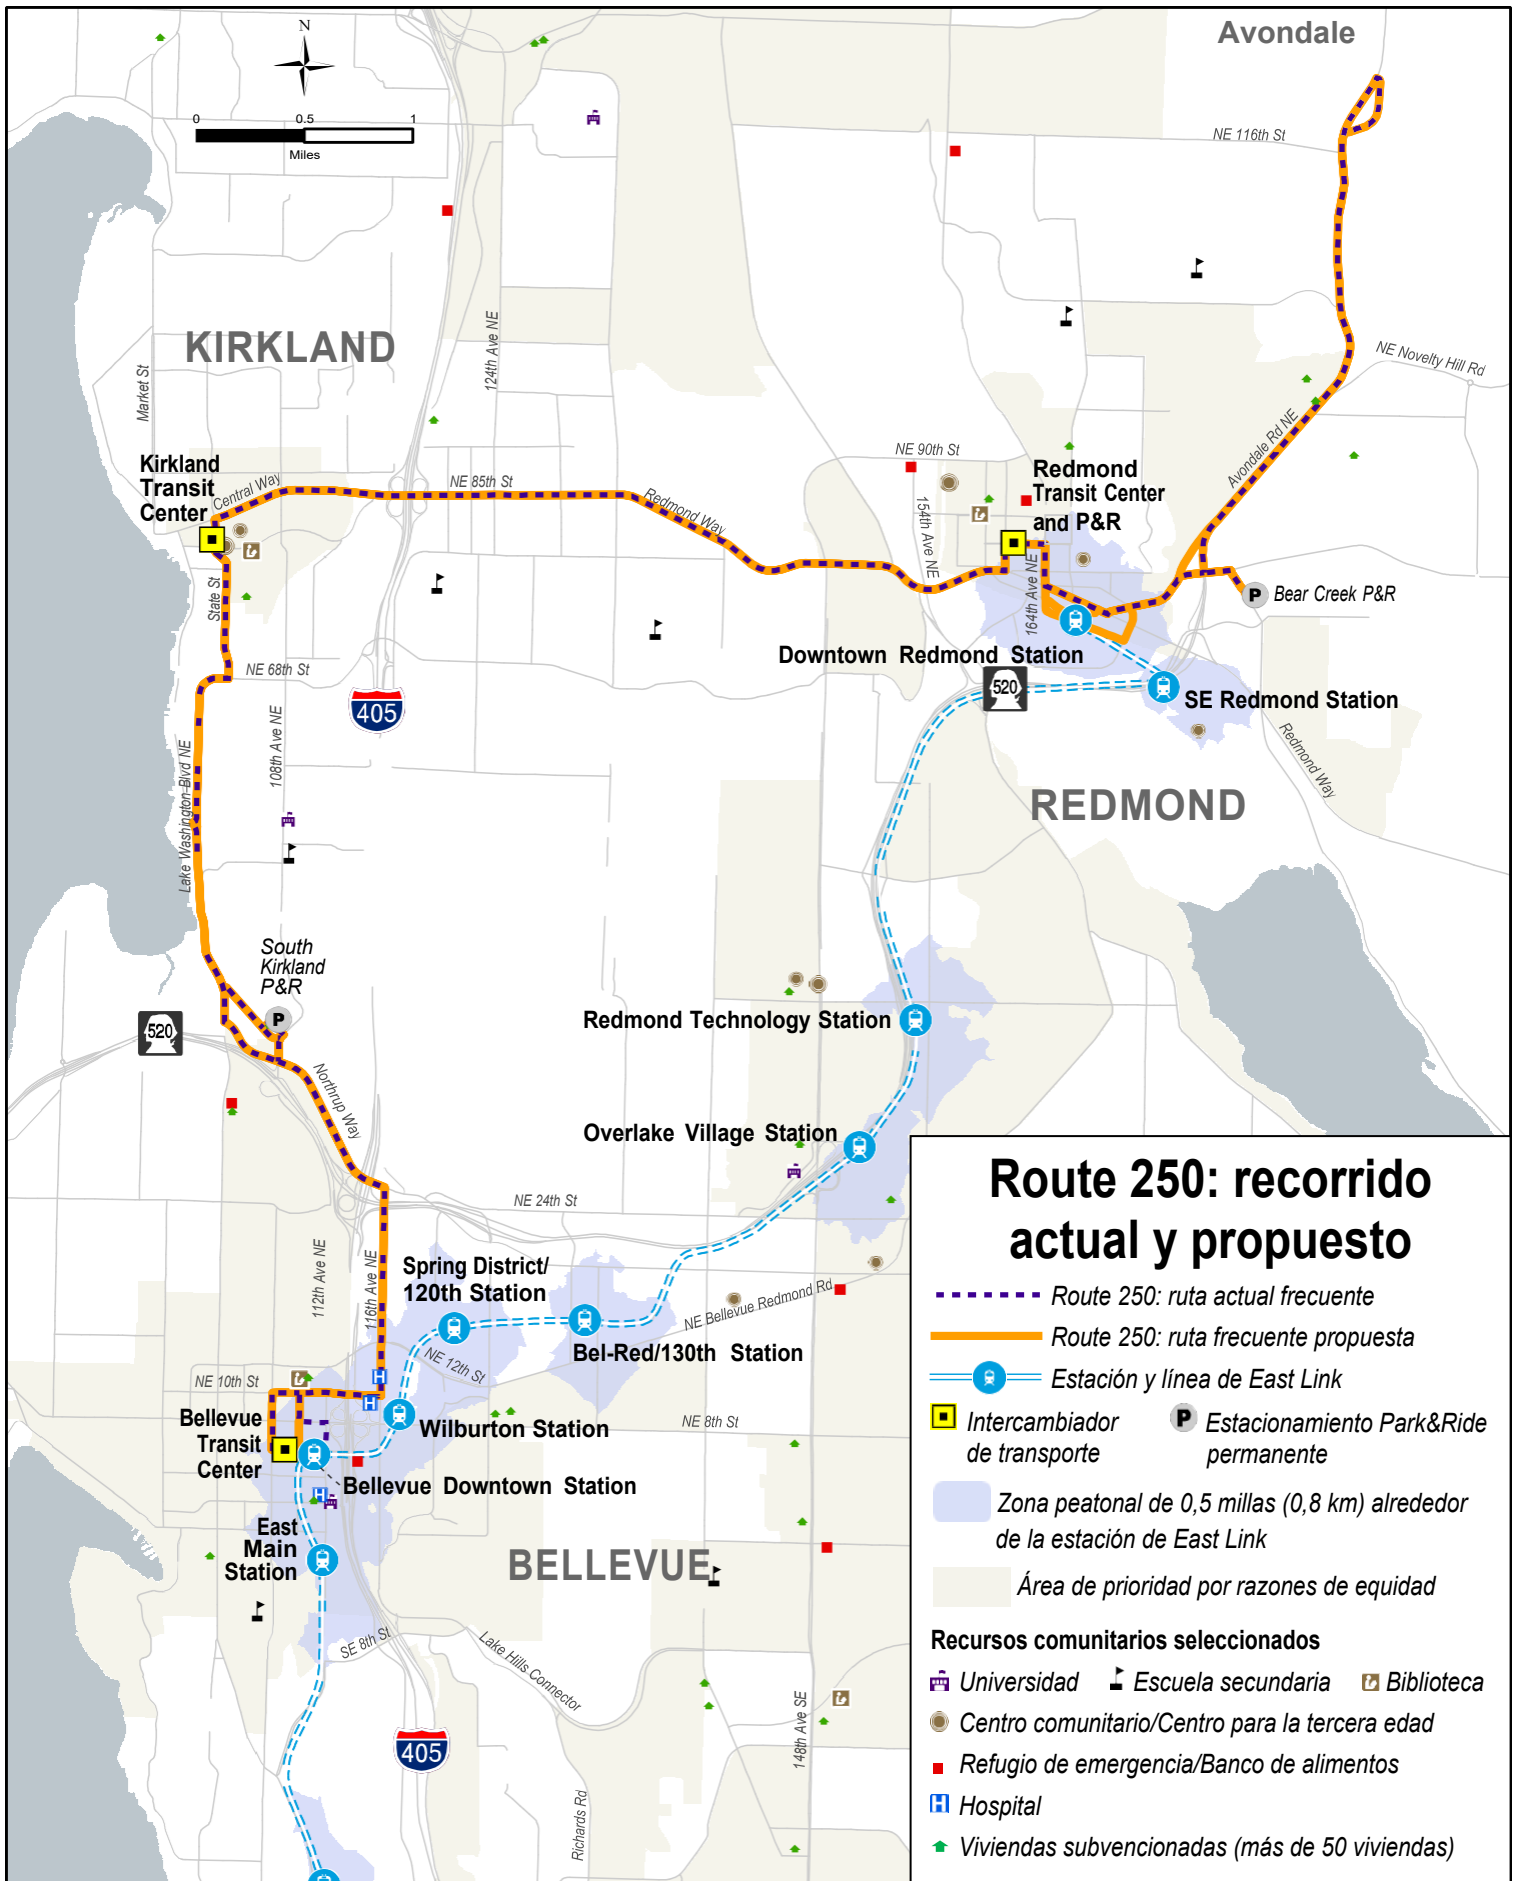 Avondale
N
0
0.5
1
Miles
NE 116th St
KIRKLAND
124th Ave NE
Market St
NE Novelty Hill Rd
Avondale Rd NE
Kirkland
Transit
Center
Central Way
NE 85th St
Redmond Way
NE 90th St
154th Ave NE
Redmond
Transit Center
and P&R
164th Ave NE
State St
P
Bear Creek P&R
Downtown Redmond Station
NE 68th St
405
520
SE Redmond Station
108th Ave NE
Lake Washington Blvd NE
Redmond Way
REDMOND
South
Kirkland
P&R
P
520
Redmond Technology Station
Northrup Way
Overlake Village Station
NE 24th St
112th Ave NE
116th Ave NE
Spring District/
120th Station
NE Bellevue Redmond Rd
Bel-Red/130th Station
NE 12th St
NE 10th St
H
H
Bellevue
Transit
Center
Wilburton Station
NE 8th St
Bellevue Downtown Station
H
East
Main
Station
BELLEVUE
SE 8th St
Lake Hills Connector
405
148th Ave SE
Richards Rd
Route 250: recorrido
actual y propuesto
Route 250: ruta actual frecuente
Route 250: ruta frecuente propuesta
Estación y línea de East Link
Intercambiador
de transporte
P Estacionamiento Park&Ride
permanente
Zona peatonal de 0,5 millas (0,8 km) alrededor
de la estación de East Link
Área de prioridad por razones de equidad
Recursos comunitarios seleccionados
Universidad Escuela secundaria Biblioteca
Centro comunitario/Centro para la tercera edad
Refugio de emergencia/Banco de alimentos
H Hospital
Viviendas subvencionadas (más de 50 viviendas)